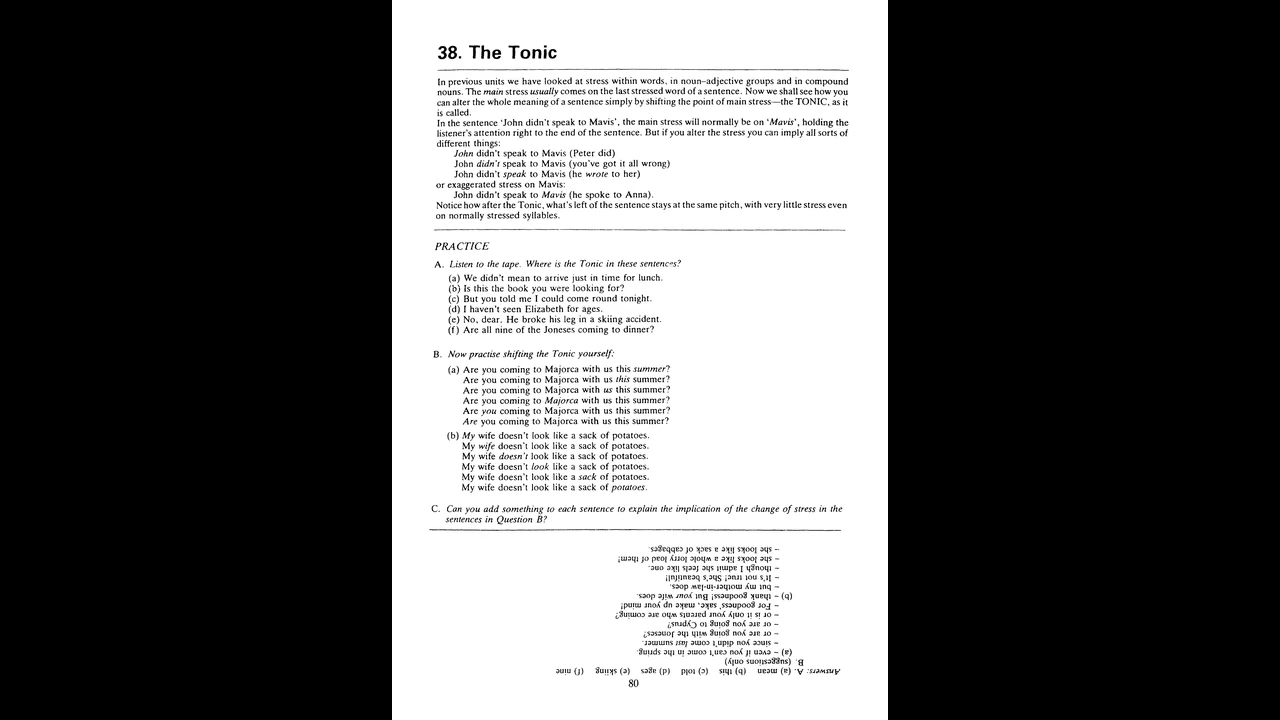 38. The Tonic
In previous units we have looked at stress within words, in noun–adjective groups and in compound
nouns. The main stress usually comes on the last stressed word of a sentence. Now we shall see how you
can alter the whole meaning of a sentence simply by shifting the point of main stress—the TONIC, as it
is called.
In the sentence 'John didn't speak to Mavis', the main stress will normally be on 'Mavis', holding the
listener's attention right to the end of the sentence. But if you alter the stress you can imply all sorts of
different things:
John didn't speak to Mavis (Peter did)
John didn't speak to Mavis (you've got it all wrong)
John didn't speak to Mavis (he wrote to her)
or exaggerated stress on Mavis:
John didn't speak to Mavis (he spoke to Anna).
Notice how after the Tonic, what's left of the sentence stays at the same pitch, with very little stress even
on normally stressed syllables.
PRACTICE
A. Listen to the tape. Where is the Tonic in these sentences?
(a) We didn't mean to arrive just in time for lunch.
(b) Is this the book you were looking for?
(c) But you told me I could come round tonight.
(d) I haven't seen Elizabeth for ages.
(e) No, dear. He broke his leg in a skiing accident.
(f) Are all nine of the Joneses coming to dinner?
B. Now practise shifting the Tonic yourself:
(a) Are you coming to Majorca with us this summer?
Are you coming to Majorca with us this summer?
Are you coming to Majorca with us this summer?
Are you coming to Majorca with us this summer?
Are you coming to Majorca with us this summer?
Are you coming to Majorca with us this summer?
(b) My wife doesn't look like a sack of potatoes.
My wife doesn't look like a sack of potatoes.
My wife doesn't look like a sack of potatoes.
My wife doesn't look like a sack of potatoes.
My wife doesn't look like a sack of potatoes.
My wife doesn't look like a sack of potatoes.
C. Can you add something to each sentence to explain the implication of the change of stress in the
sentences in Question B?
Answers: A. (a) mean (b) this (c) told (d) ages (e) skiing (f) nine
B. (suggestions only)
(a) – even if you can't come in the spring.
– since you didn't come last summer.
– or are you going with the Joneses?
– or are you going to Cyprus?
– or is it only your parents who are coming?
– For goodness' sake, make up your mind!
(b) – thank goodness! But your wife does.
– but my mother-in-law does.
– It's not true! She's beautiful!
– though I admit she feels like one.
– she looks like a whole lorry load of them!
– she looks like a sack of cabbages.
80